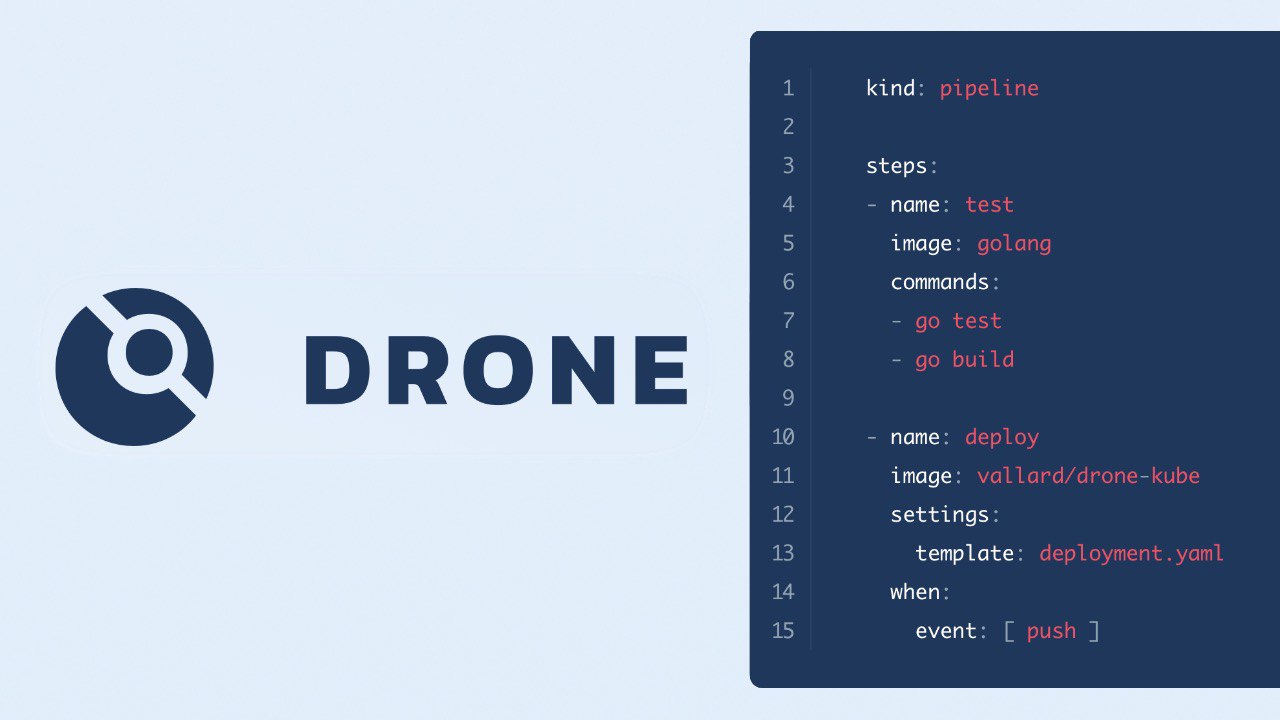 DRONE
1 kind: pipeline
2
3 steps:
4 - name: test
5 image: golang
6 commands:
7 - go test
8 - go build
9
10 - name: deploy
11 image: vallard/drone-kube
12 settings:
13 template: deployment.yaml
14 when:
15 event: [ push ]